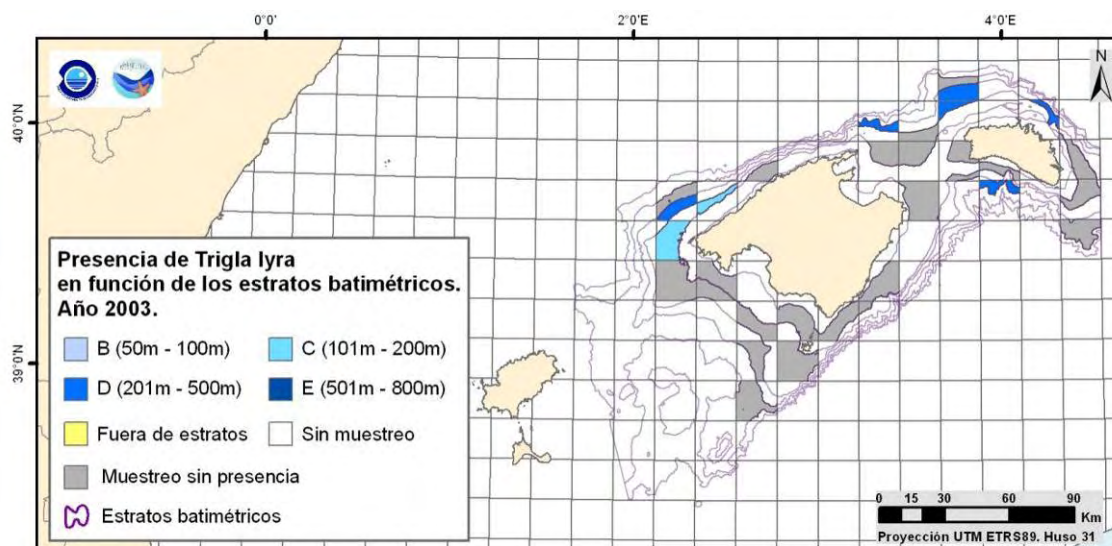 0°0'
2°0'
4°0'
N
40°0'N
39°0'N
Presencia de Trigla lyra
en función de los estratos batimétricos.
Año 2003.
B (50m - 100m)
C (101m - 200m)
D (201m - 500m)
E (501m - 800m)
Fuera de estratos
Sin muestreo
Muestreo sin presencia
Estratos batimétricos
0 15 30 60 90
Km
Proyección UTM ETRS89. Huso 31